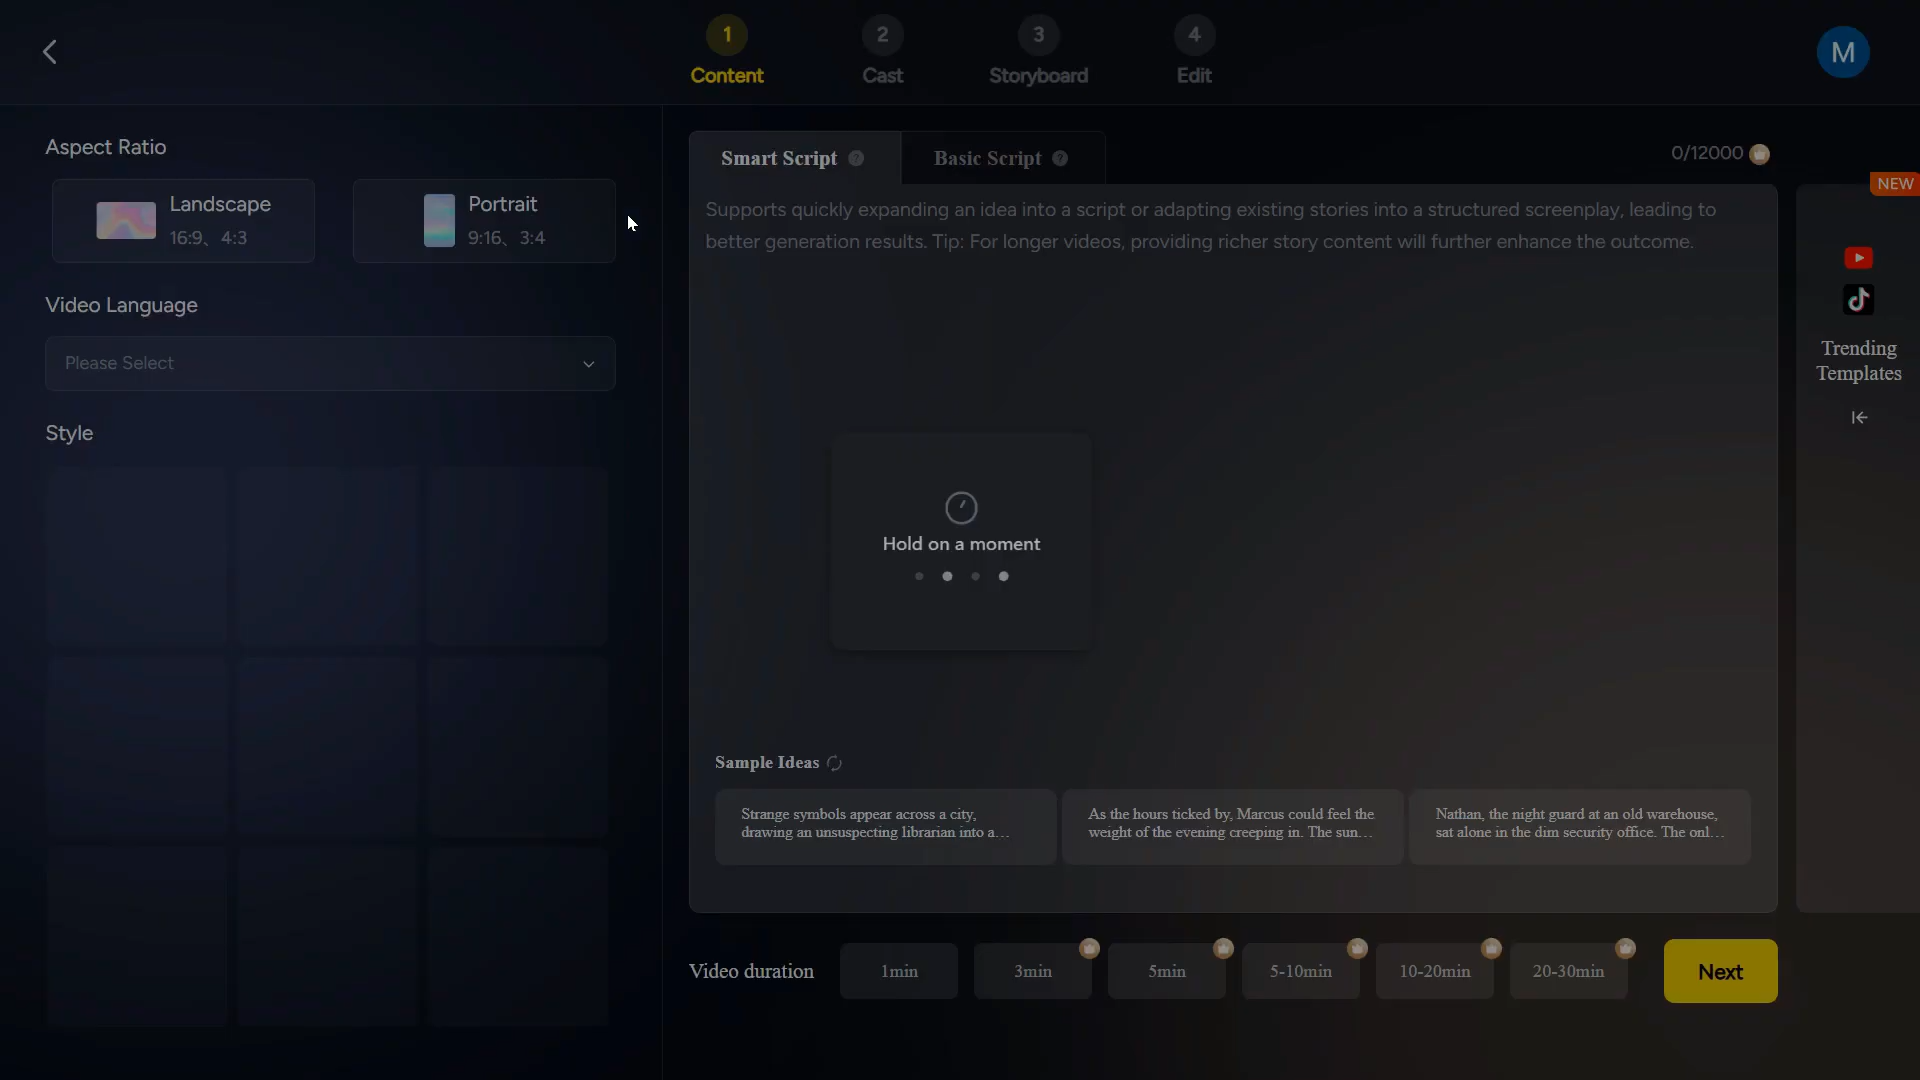 1
Content
2
Cast
3
Storyboard
4
Edit
M
Aspect Ratio
Landscape
16:9、4:3
Portrait
9:16、3:4
Video Language
Please Select
Style
Smart Script ?
Basic Script ?
0/12000
Supports quickly expanding an idea into a script or adapting existing stories into a structured screenplay, leading to
better generation results. Tip: For longer videos, providing richer story content will further enhance the outcome.
Hold on a moment
Sample Ideas
Strange symbols appear across a city,
drawing an unsuspecting librarian into a...
As the hours ticked by, Marcus could feel the
weight of the evening creeping in. The sun...
Nathan, the night guard at an old warehouse,
sat alone in the dim security office. The onl...
Video duration
1min
3min
5min
5-10min
10-20min
20-30min
Next
NEW
Trending
Templates